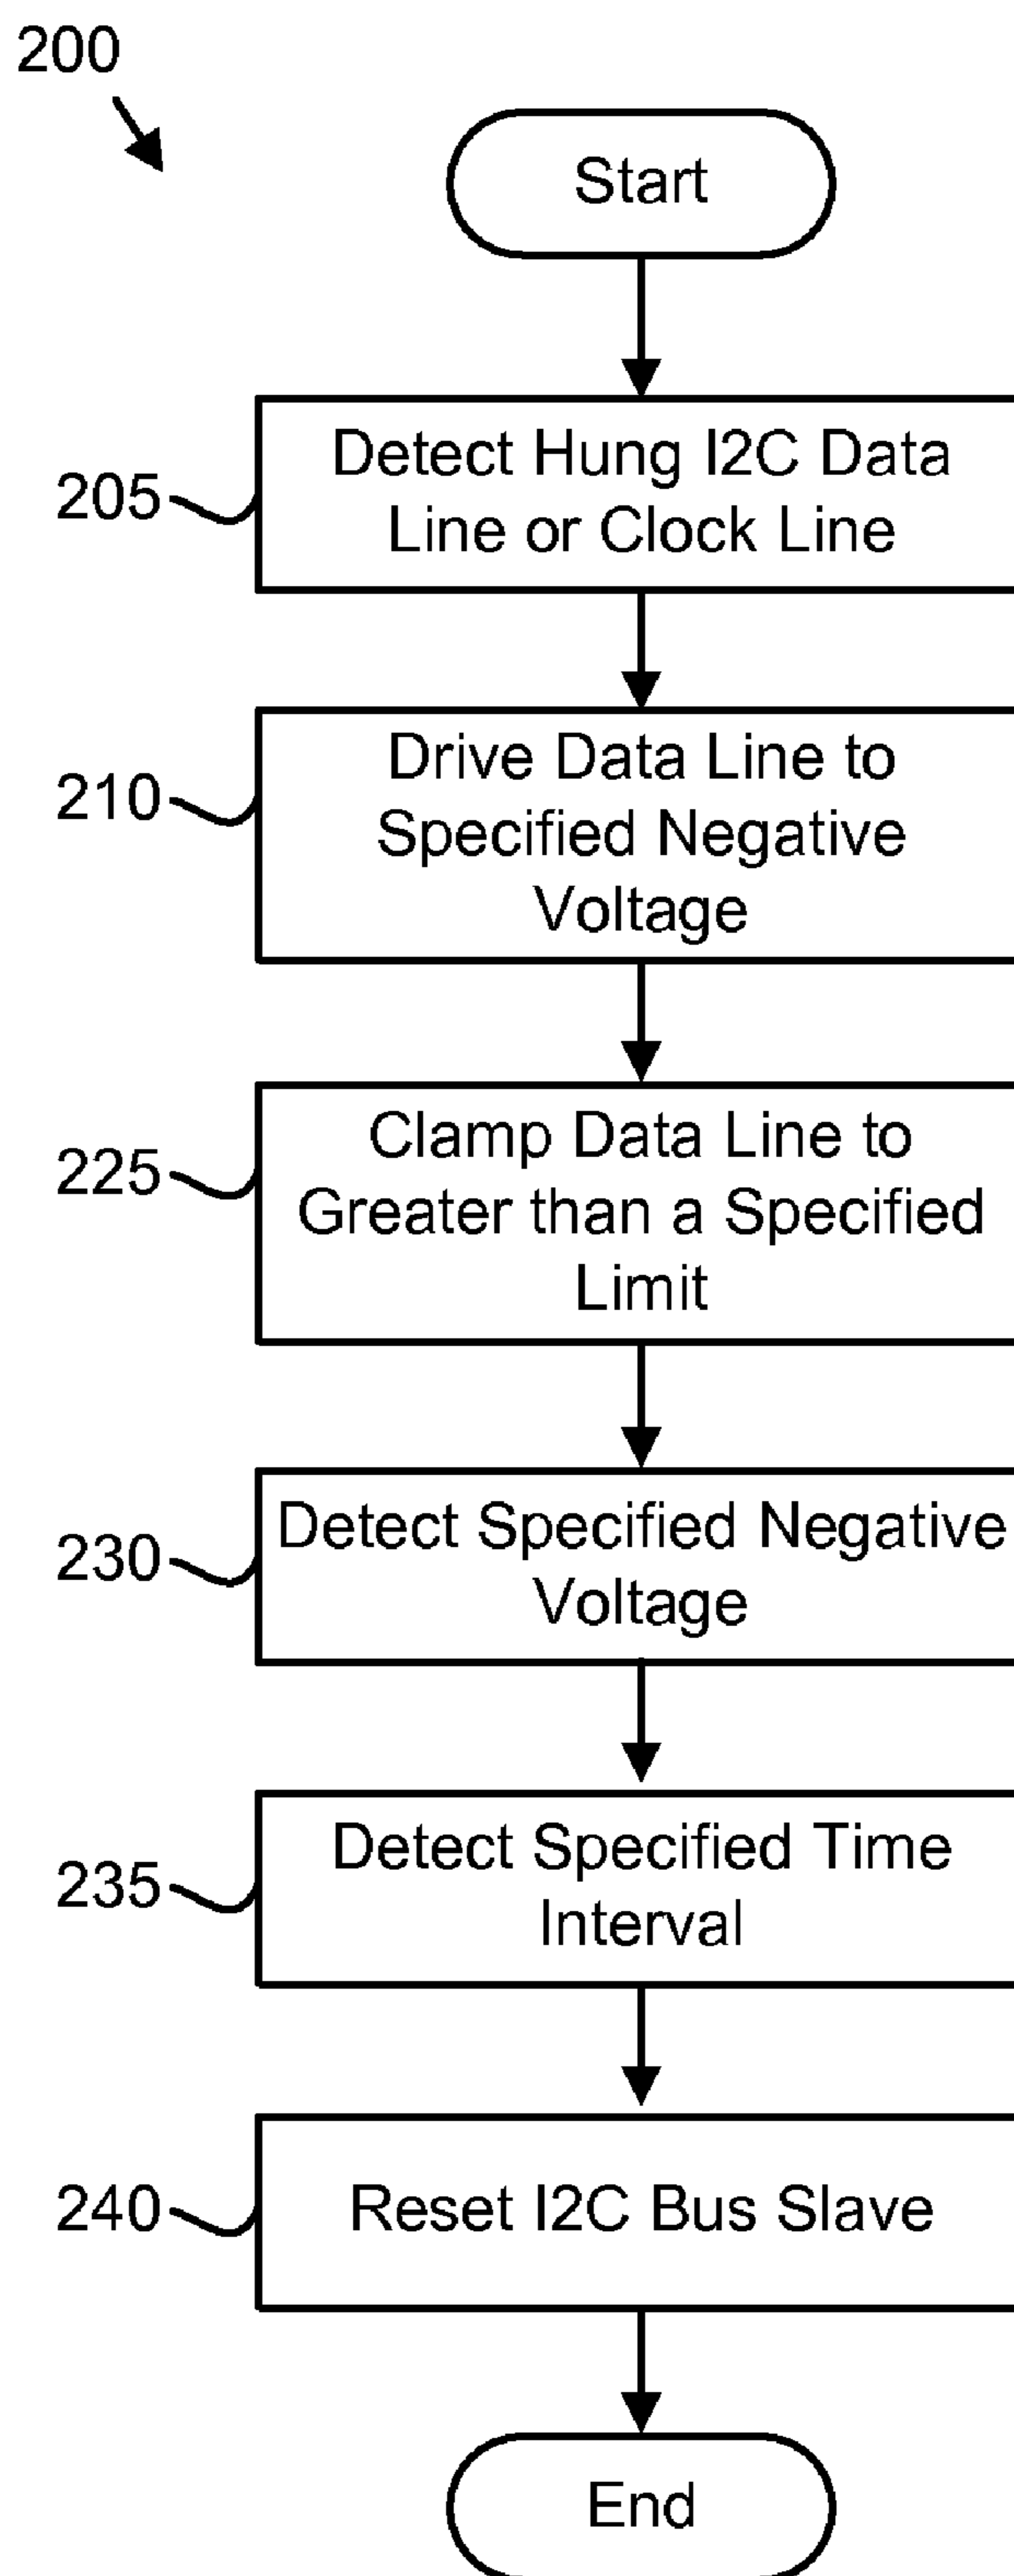 200
Start
205
Detect Hung I2C Data
Line or Clock Line
210
Drive Data Line to
Specified Negative
Voltage
225
Clamp Data Line to
Greater than a Specified
Limit
230
Detect Specified Negative
Voltage
235
Detect Specified Time
Interval
240
Reset I2C Bus Slave
End